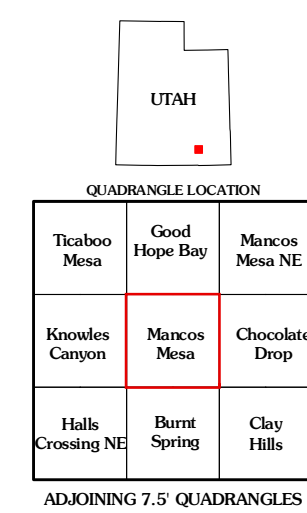 UTAH
QUADRANGLE LOCATION
Ticaboo
Mesa
Good
Hope Bay
Mancos
Mesa NE
Knowles
Canyon
Mancos
Mesa
Chocolate
Drop
Halls
Crossing NE
Burnt
Spring
Clay
Hills
ADJOINING 7.5' QUADRANGLES